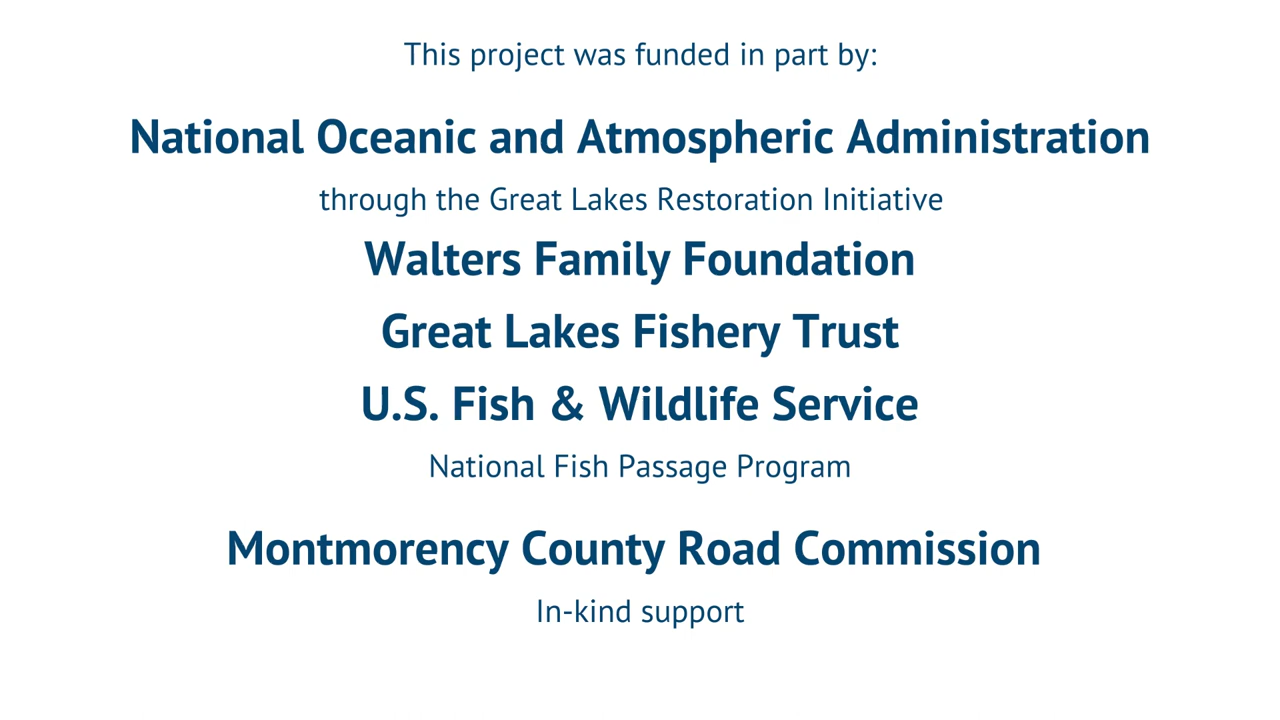 This project was funded in part by:
National Oceanic and Atmospheric Administration
through the Great Lakes Restoration Initiative
Walters Family Foundation
Great Lakes Fishery Trust
U.S. Fish & Wildlife Service
National Fish Passage Program
Montmorency County Road Commission
In-kind support